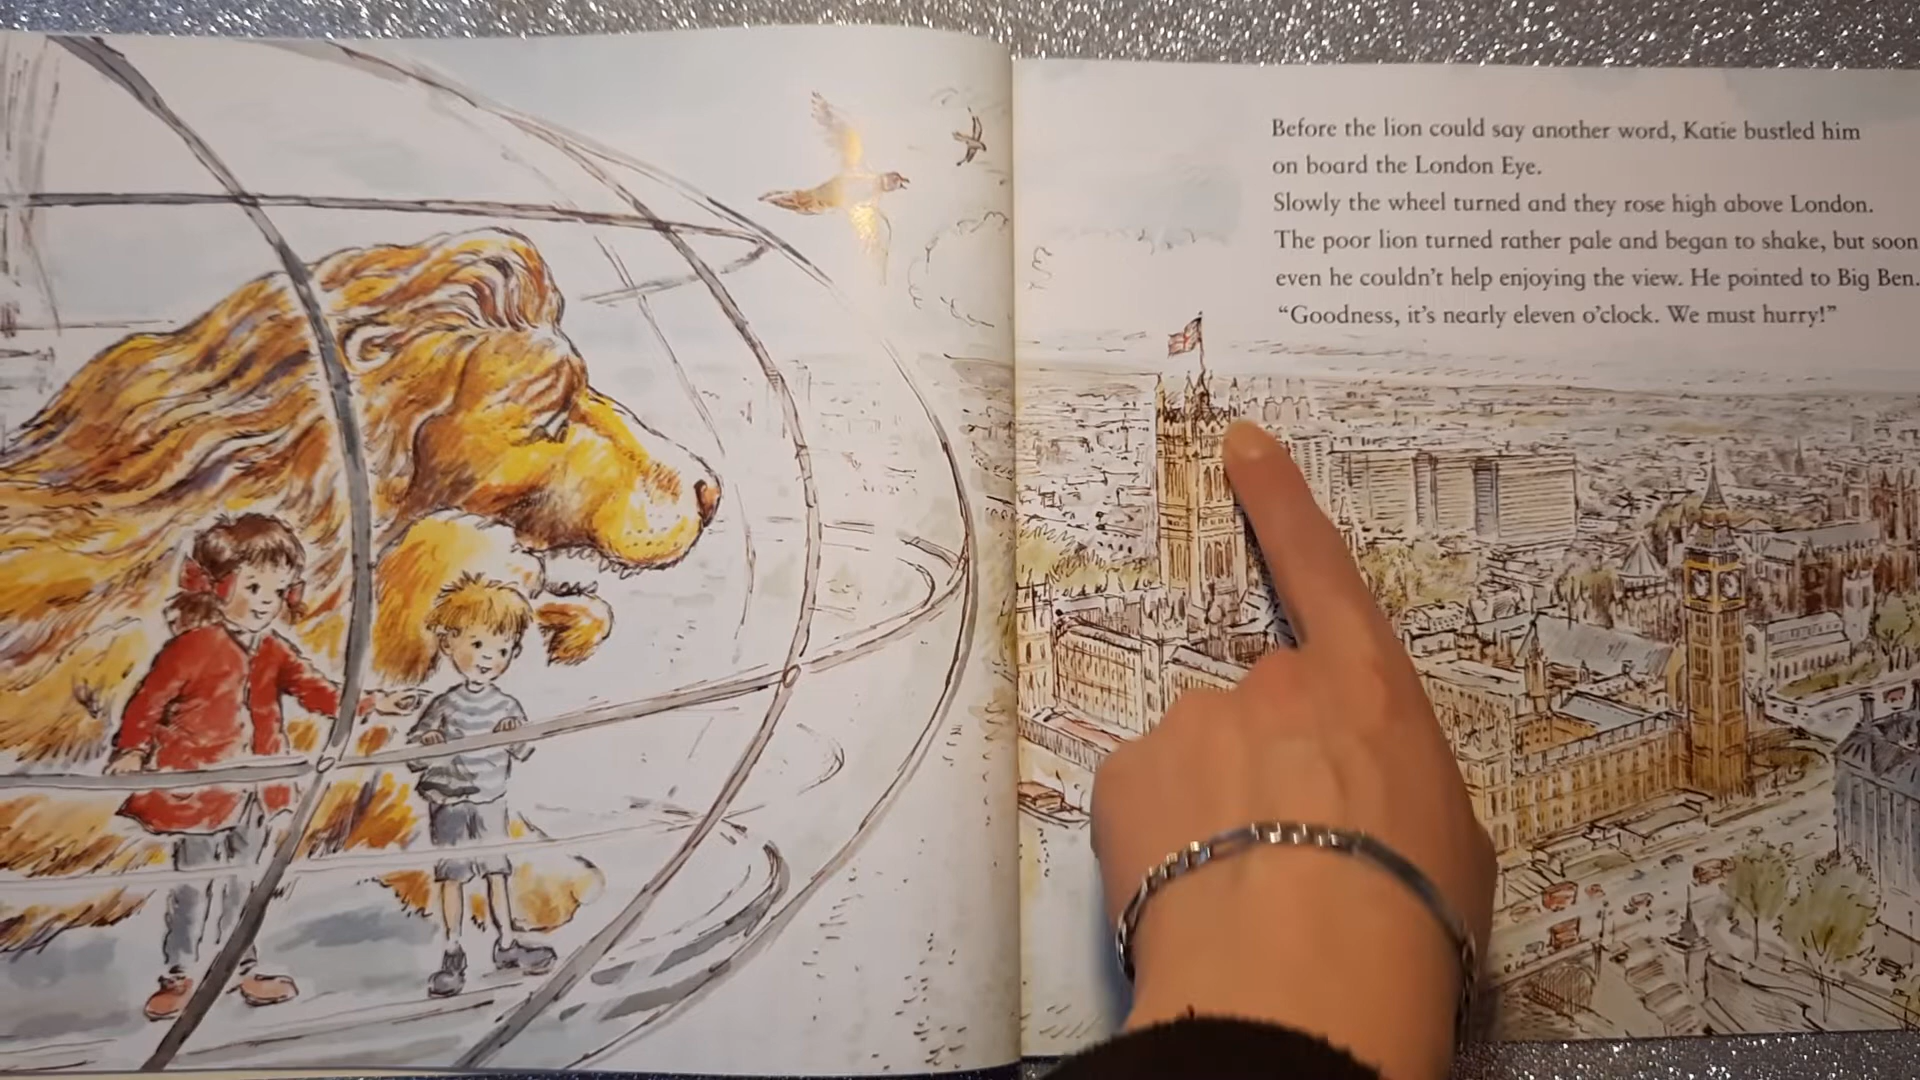 Before the lion could say another word, Katie bustled him
on board the London Eye.
Slowly the wheel turned and they rose high above London.
The poor lion turned rather pale and began to shake, but soon
even he couldn't help enjoying the view. He pointed to Big Ben.
“Goodness, it's nearly eleven o'clock. We must hurry!”